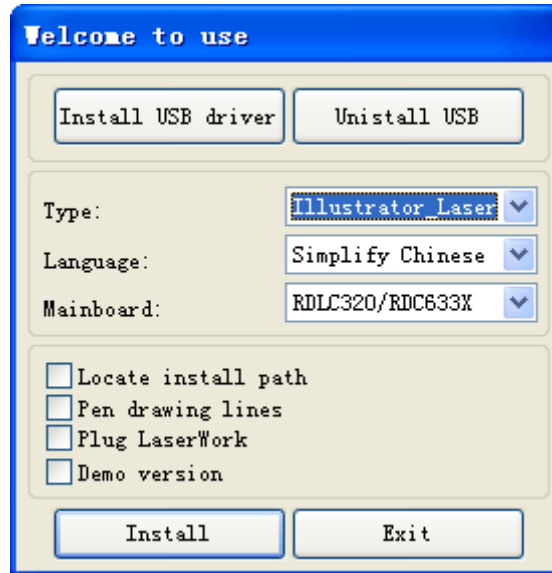 Welcome to use
Install USB driver
Unistall USB
Type:
Illustrator_Laser
Language:
Simplify Chinese
Mainboard:
RDLC320/RDC633X
Locate install path
Pen drawing lines
Plug LaserWork
Demo version
Install
Exit